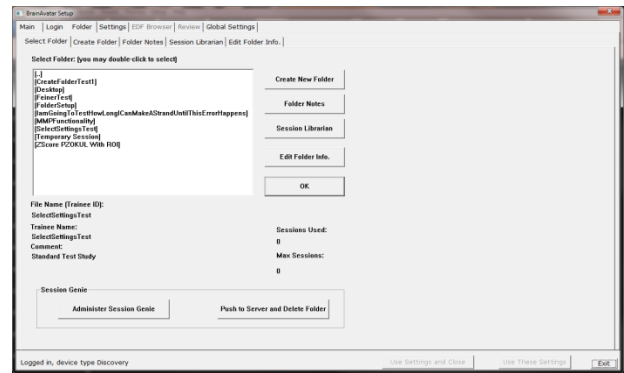 BrainAvatar Setup
Main Login Folder Settings EDF Browser Review Global Settings
Select Folder Create Folder Folder Notes Session Librarian Edit Folder Info.
Select Folder: (you may double-click to select)
[..]
[CreateFolderTest1]
[Desktop]
[FeinerTest]
[FolderSetup]
[IamGoingToTestHowLongICanMakeAStrandUntilThisErrorHappens]
[MMPFunctionality]
[SelectSettingsTest]
[Temporary Session]
[ZScore PZOKUL With ROI]
Create New Folder
Folder Notes
Session Librarian
Edit Folder Info.
OK
File Name (Trainee ID):
SelectSettingsTest
Trainee Name:
SelectSettingsTest
Comment:
Standard Test Study
Sessions Used:
0
Max Sessions:
0
Session Genie
Administer Session Genie
Push to Server and Delete Folder
Logged in, device type Discovery
Use Settings and Close
Use These Settings
Exit